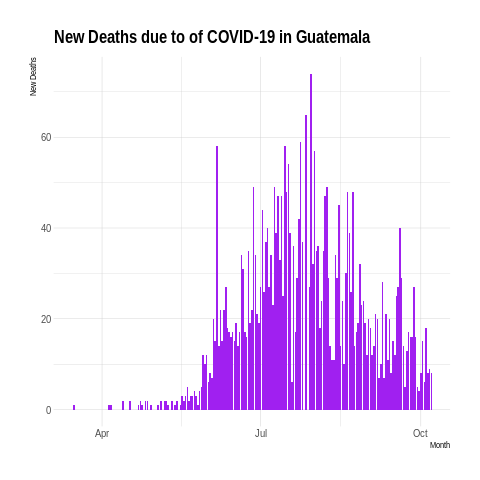 New Deaths due to of COVID-19 in Guatemala
New Deaths
60
40
20
0
Apr
Jul
Oct
Month